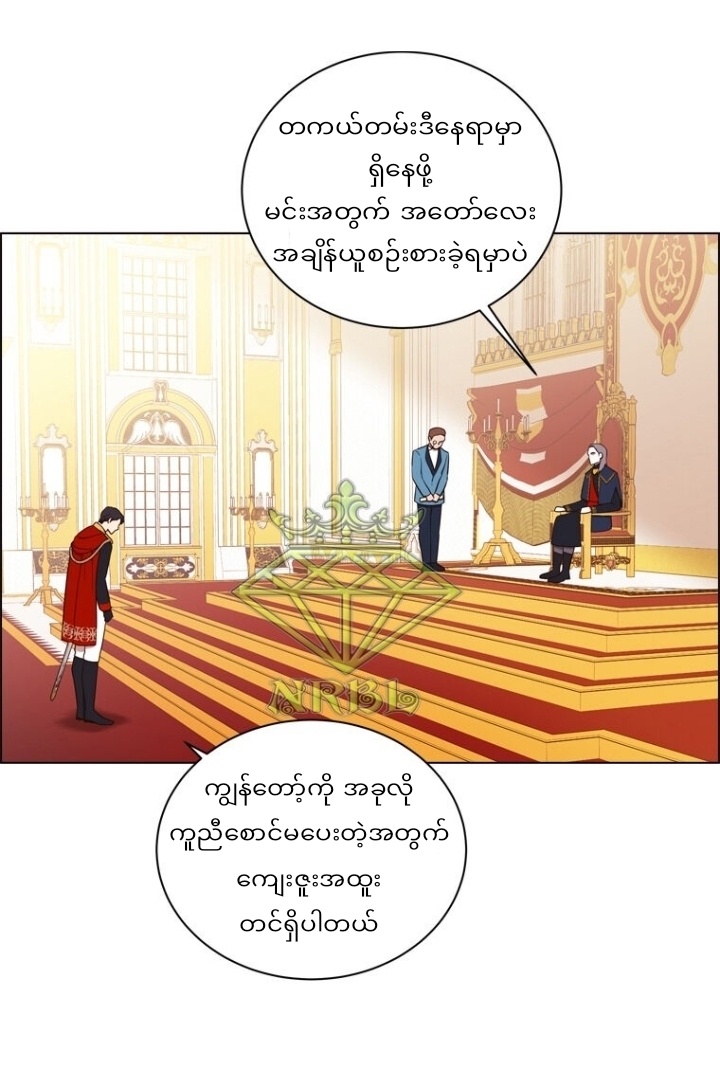 တကယ်တမ်းဒီနေရာမှာ
ရှိနေဖို့
မင်းအတွက် အတော်လေး
အချိန်ယူစဉ်းစားခဲ့ရမှာပဲ
NRBL
ကျွန်တော့်ကို အခုလို
ကူညီစောင်မပေးတဲ့အတွက်
ကျေးဇူးအထူး
တင်ရှိပါတယ်